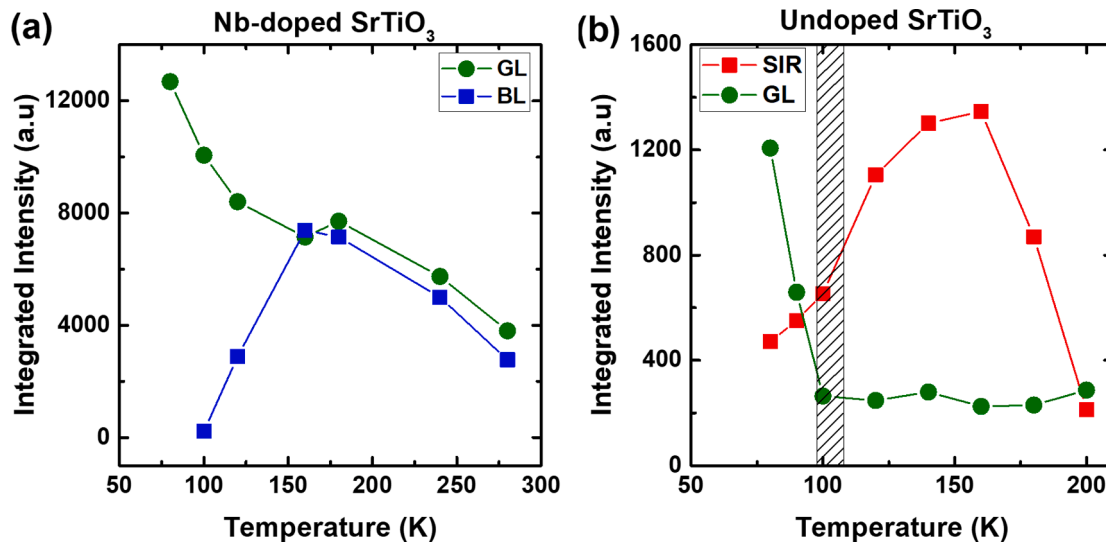 (a)
Nb-doped SrTiO3
GL
BL
Integrated Intensity (a.u)
12000
8000
4000
0
50
100
150
200
250
300
Temperature (K)
(b)
Undoped SrTiO3
SIR
GL
Integrated Intensity (a.u)
1600
1200
800
400
0
50
100
150
200
Temperature (K)